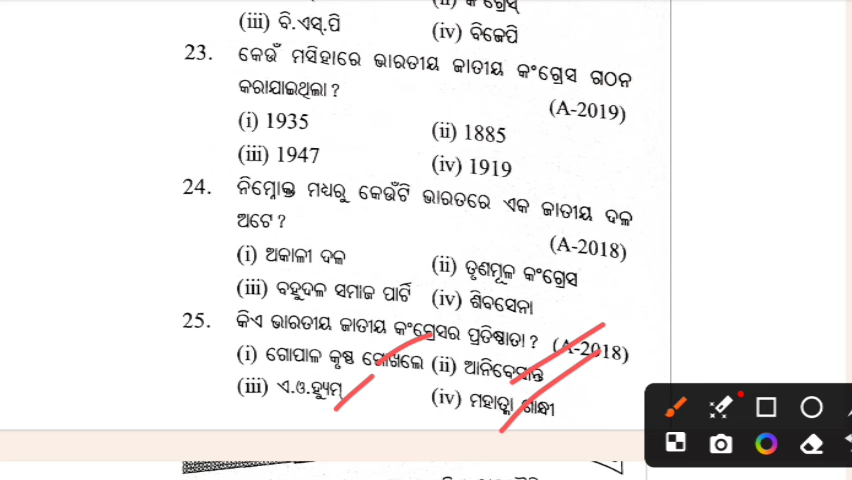 (iii) ବି.ଏସ୍.ପି (iv) ବିଜେପି
23. କେଉଁ ମସିହାରେ ଭାରତୀୟ ଜାତୀୟ କଂଗ୍ରେସ ଗଠନ
କରାଯାଇଥିଲା ? (A-2019)
(i) 1935 (ii) 1885
(iii) 1947 (iv) 1919
24. ନିମ୍ନୋକ୍ତ ମଧ୍ୟରୁ କେଉଁଟି ଭାରତରେ ଏକ ଜାତୀୟ ଦଳ
ଅଟେ ? (A-2018)
(i) ଅକାଳୀ ଦଳ (ii) ତୃଣମୂଳ କଂଗ୍ରେସ
(iii) ବହୁଦଳ ସମାଜ ପାର୍ଟି (iv) ଶିବସେନା
25. କିଏ ଭାରତୀୟ ଜାତୀୟ କଂଗ୍ରେସର ପ୍ରତିଷ୍ଠାତା ? (A-2018)
(i) ଗୋପାଳ କୃଷ୍ଣ ଗୋଖଲେ (ii) ଆନିବେସାନ୍ତ
(iii) ଏ.ଓ.ହ୍ୟୁମ୍ (iv) ମହାତ୍ମା ଗାନ୍ଧୀ